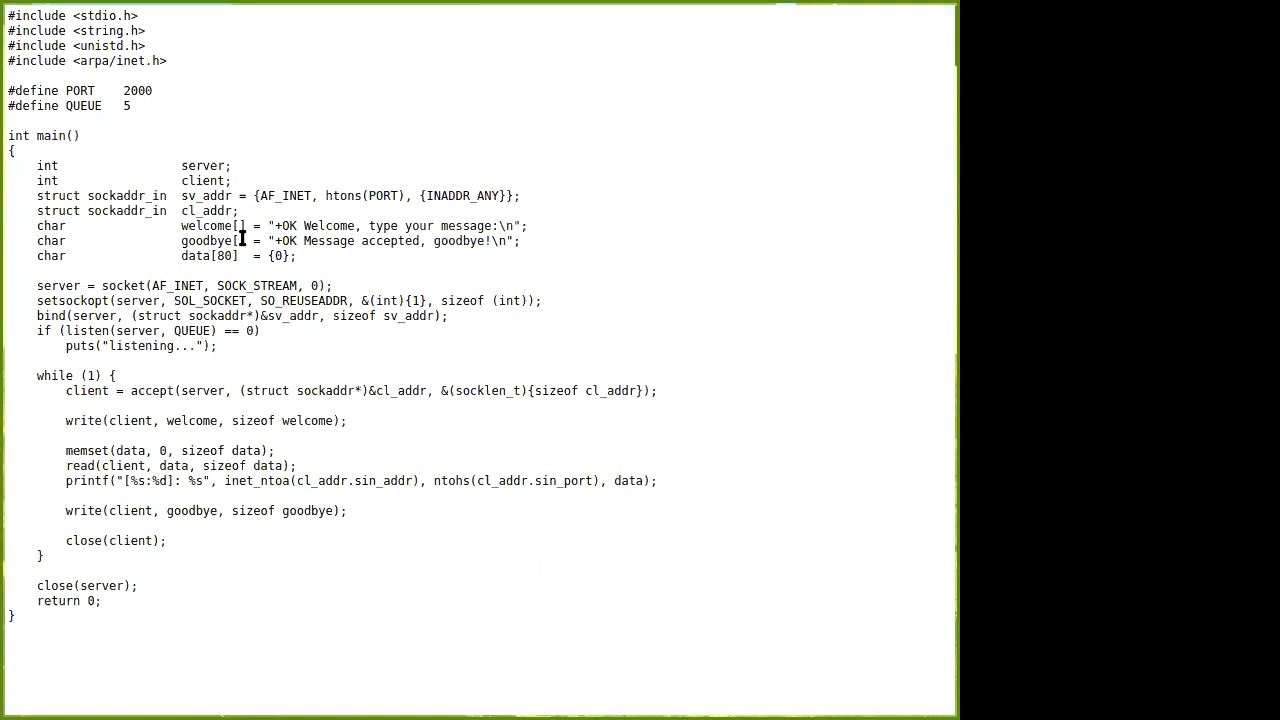 #include <stdio.h>
#include <string.h>
#include <unistd.h>
#include <arpa/inet.h>

#define PORT    2000
#define QUEUE   5

int main()
{
    int                 server;
    int                 client;
    struct sockaddr_in  sv_addr = {AF_INET, htons(PORT), {INADDR_ANY}};
    struct sockaddr_in  cl_addr;
    char                welcome[] = "+OK Welcome, type your message:\n";
    char                goodbye[] = "+OK Message accepted, goodbye!\n";
    char                data[80]  = {0};

    server = socket(AF_INET, SOCK_STREAM, 0);
    setsockopt(server, SOL_SOCKET, SO_REUSEADDR, &(int){1}, sizeof (int));
    bind(server, (struct sockaddr*)&sv_addr, sizeof sv_addr);
    if (listen(server, QUEUE) == 0)
        puts("listening...");

    while (1) {
        client = accept(server, (struct sockaddr*)&cl_addr, &(socklen_t){sizeof cl_addr});

        write(client, welcome, sizeof welcome);

        memset(data, 0, sizeof data);
        read(client, data, sizeof data);
        printf("[%s:%d]: %s", inet_ntoa(cl_addr.sin_addr), ntohs(cl_addr.sin_port), data);

        write(client, goodbye, sizeof goodbye);

        close(client);
    }

    close(server);
    return 0;
}